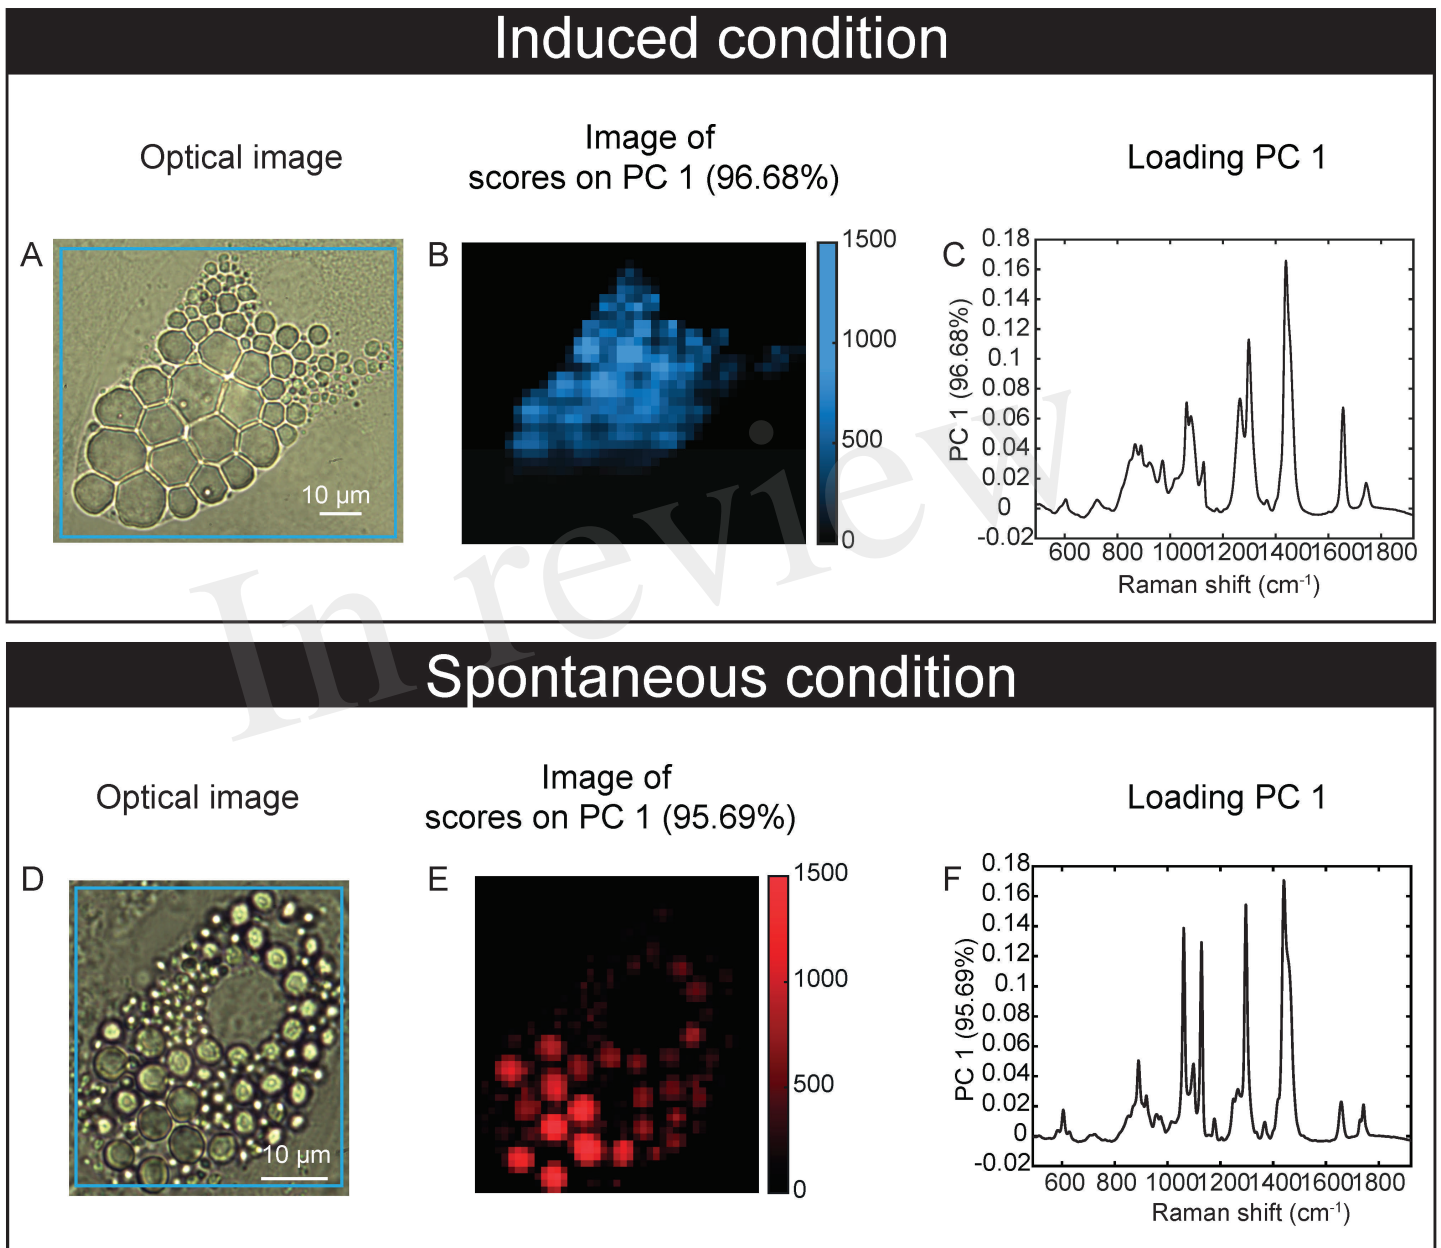 Induced condition
Optical image
Image of
scores on PC 1 (96.68%)
Loading PC 1
A
10 µm
B
1500
1000
500
0
C
0.18
0.16
0.14
0.12
0.1
0.08
0.06
0.04
0.02
0
-0.02
PC 1 (96.68%)
600 800 1000 1200 1400 1600 1800
Raman shift (cm⁻¹)
In review
Spontaneous condition
Optical image
Image of
scores on PC 1 (95.69%)
Loading PC 1
D
10 µm
E
1500
1000
500
0
F
0.18
0.16
0.14
0.12
0.1
0.08
0.06
0.04
0.02
0
-0.02
PC 1 (95.69%)
600 800 1000 1200 1400 1600 1800
Raman shift (cm⁻¹)